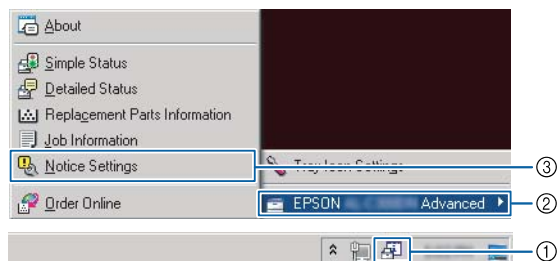 About
Simple Status
Detailed Status
Replacement Parts Information
Job Information
Notice Settings
Tray Icon Settings
③
Order Online
EPSON Advanced
②
①